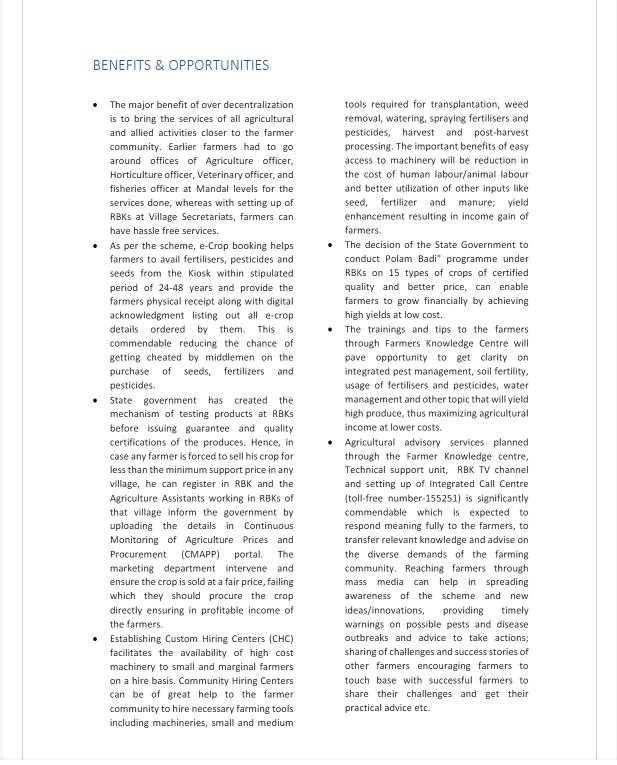 BENEFITS & OPPORTUNITIES
• The major benefit of over decentralization
is to bring the services of all agricultural
and allied activities closer to the farmer
community. Earlier farmers had to go
around offices of Agriculture officer,
Horticulture officer, Veterinary officer, and
fisheries officer at Mandal levels for the
services done, whereas with setting up of
RBKs at Village Secretariats, farmers can
have hassle free services.
• As per the scheme, e-Crop booking helps
farmers to avail fertilisers, pesticides and
seeds from the Kiosk within stipulated
period of 24-48 years and provide the
farmers physical receipt along with digital
acknowledgment listing out all e-crop
details ordered by them. This is
commendable reducing the chance of
getting cheated by middlemen on the
purchase of seeds, fertilizers and
pesticides.
• State government has created the
mechanism of testing products at RBKs
before issuing guarantee and quality
certifications of the produces. Hence, in
case any farmer is forced to sell his crop for
less than the minimum support price in any
village, he can register in RBK and the
Agriculture Assistants working in RBKs of
that village inform the government by
uploading the details in Continuous
Monitoring of Agriculture Prices and
Procurement (CMAPP) portal. The
marketing department intervene and
ensure the crop is sold at a fair price, failing
which they should procure the crop
directly ensuring in profitable income of
the farmers.
• Establishing Custom Hiring Centers (CHC)
facilitates the availability of high cost
machinery to small and marginal farmers
on a hire basis. Community Hiring Centers
can be of great help to the farmer
community to hire necessary farming tools
including machineries, small and medium
tools required for transplantation, weed
removal, watering, spraying fertilisers and
pesticides, harvest and post-harvest
processing. The important benefits of easy
access to machinery will be reduction in
the cost of human labour/animal labour
and better utilization of other inputs like
seed, fertilizer and manure; yield
enhancement resulting in income gain of
farmers.
• The decision of the State Government to
conduct Polam Badi" programme under
RBKs on 15 types of crops of certified
quality and better price, can enable
farmers to grow financially by achieving
high yields at low cost.
• The trainings and tips to the farmers
through Farmers Knowledge Centre will
pave opportunity to get clarity on
integrated pest management, soil fertility,
usage of fertilisers and pesticides, water
management and other topic that will yield
high produce, thus maximizing agricultural
income at lower costs.
• Agricultural advisory services planned
through the Farmer Knowledge centre,
Technical support unit, RBK TV channel
and setting up of Integrated Call Centre
(toll-free number-155251) is significantly
commendable which is expected to
respond meaning fully to the farmers, to
transfer relevant knowledge and advise on
the diverse demands of the farming
community. Reaching farmers through
mass media can help in spreading
awareness of the scheme and new
ideas/innovations, providing timely
warnings on possible pests and disease
outbreaks and advice to take actions;
sharing of challenges and success stories of
other farmers encouraging farmers to
touch base with successful farmers to
share their challenges and get their
practical advice etc.